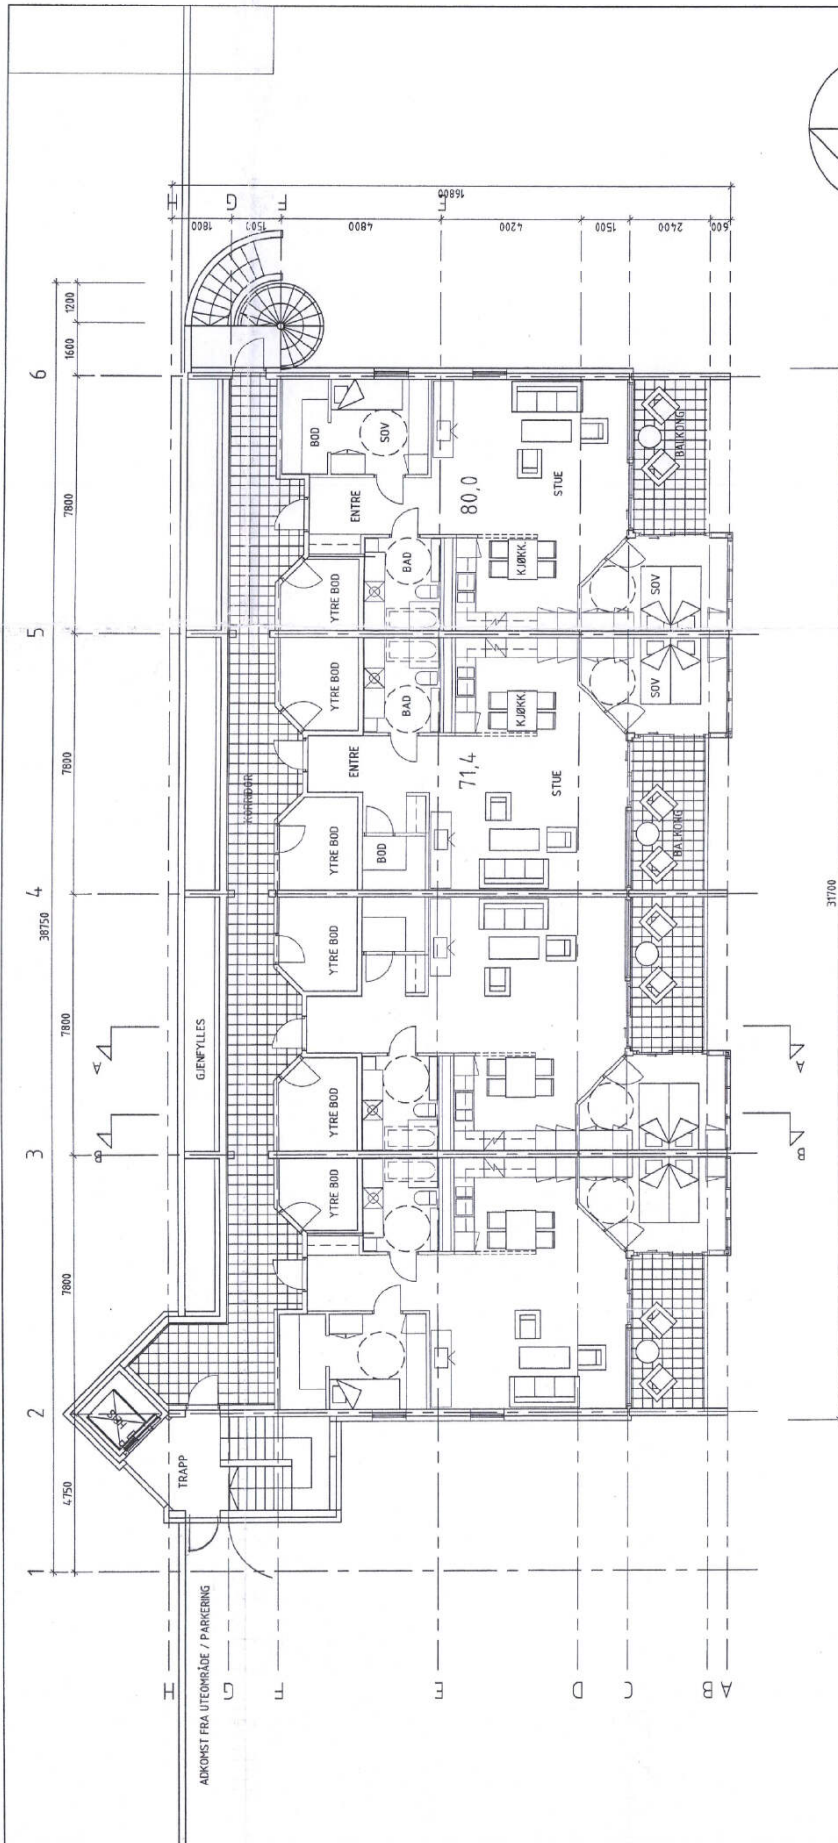 6
5
4
3
2
1
1200
1600
7800
7800
7800
7800
4750
38750
31700
16800
1800
1500
4800
4200
1500
2400
600
H
G
F
E
H
G
F
E
D
C
B
A
BOD
SOV
ENTRE
80,0
STUE
BALKONG
YTRE BOD
BAD
KJØKK.
SOV
YTRE BOD
BAD
KJØKK.
SOV
KORRIDOR
ENTRE
71,4
STUE
BALKONG
YTRE BOD
BOD
YTRE BOD
GJENFYLLES
YTRE BOD
YTRE BOD
A
B
A
B
HEIS
TRAPP
ADKOMST FRA UTEOMRÅDE / PARKERING